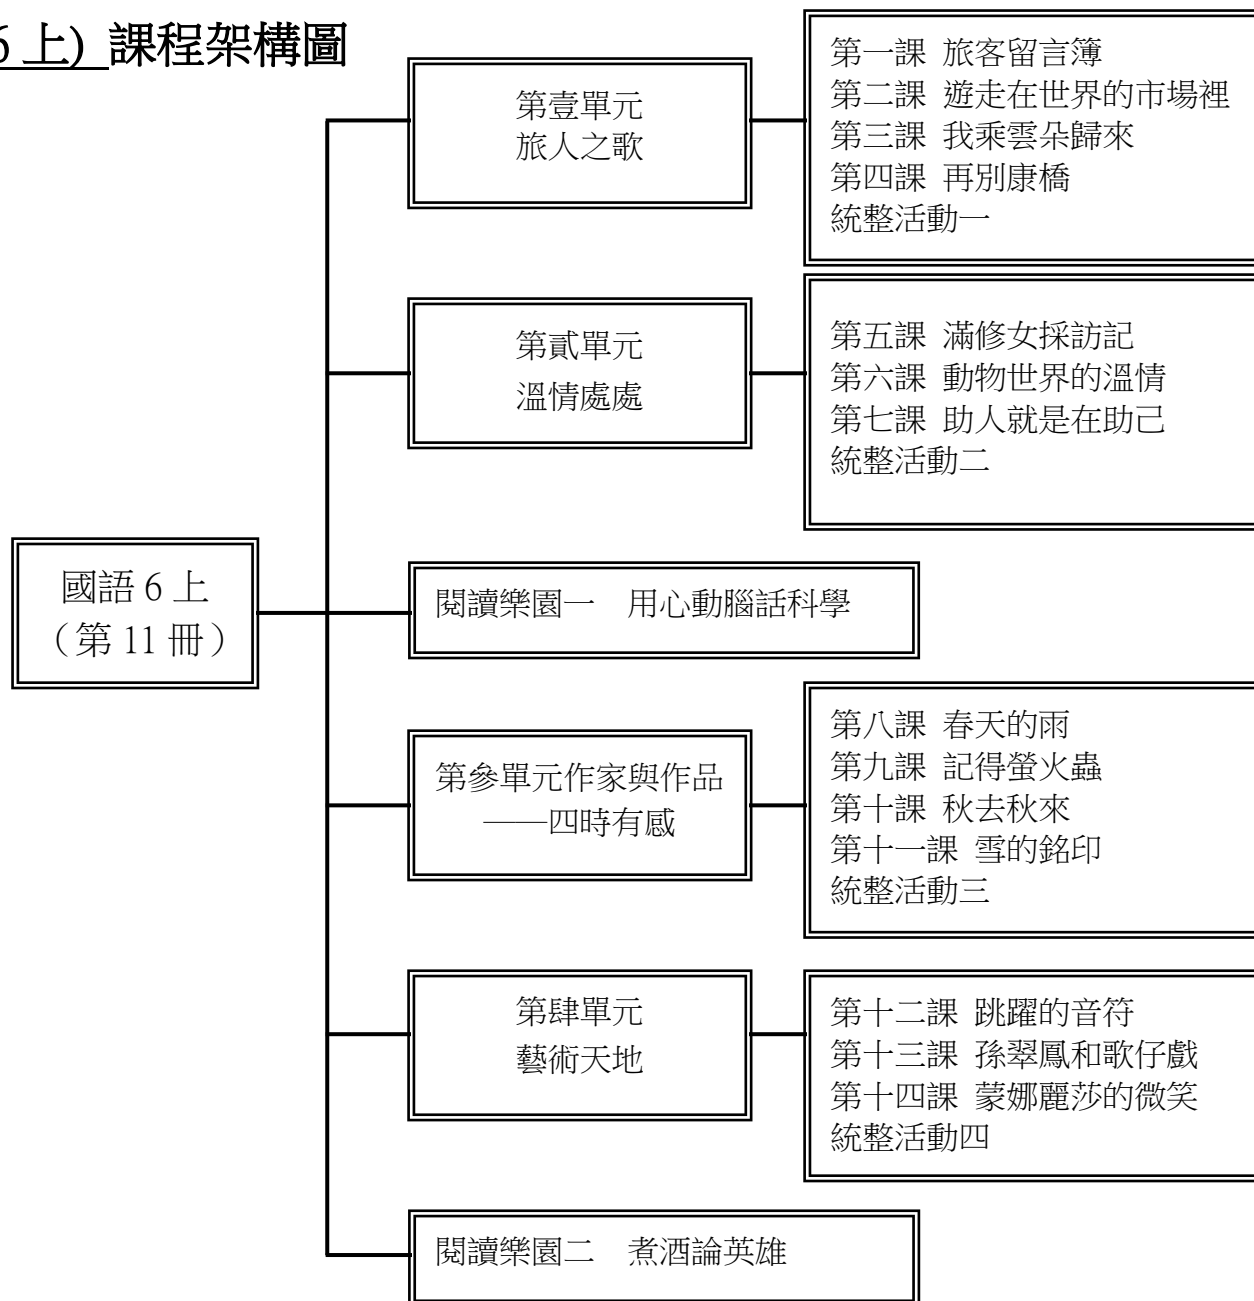 6上) 課程架構圖
第壹單元
旅人之歌
第一課 旅客留言簿
第二課 遊走在世界的市場裡
第三課 我乘雲朵歸來
第四課 再別康橋
統整活動一
第貳單元
溫情處處
第五課 滿修女採訪記
第六課 動物世界的溫情
第七課 助人就是在助己
統整活動二
國語6上
（第11冊）
閱讀樂園一　用心動腦話科學
第參單元作家與作品
──四時有感
第八課 春天的雨
第九課 記得螢火蟲
第十課 秋去秋來
第十一課 雪的銘印
統整活動三
第肆單元
藝術天地
第十二課 跳躍的音符
第十三課 孫翠鳳和歌仔戲
第十四課 蒙娜麗莎的微笑
統整活動四
閱讀樂園二　煮酒論英雄